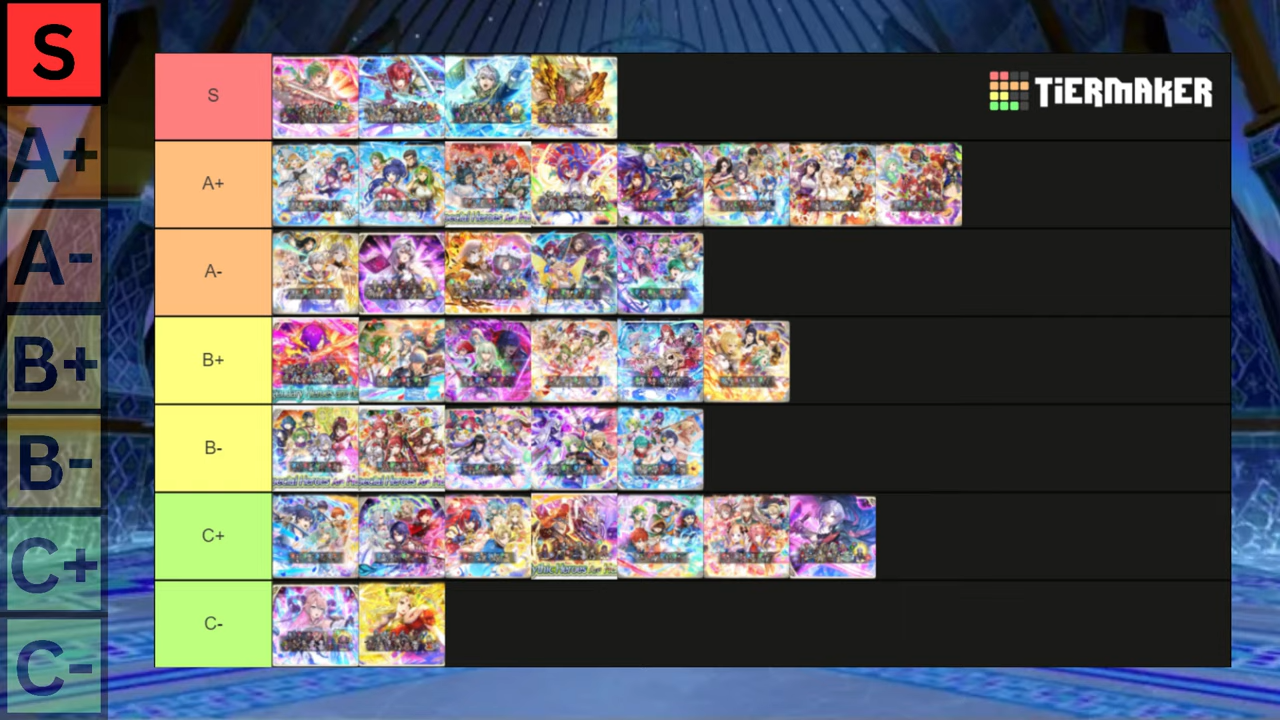 S
A+
A-
B+
B-
C+
C-
TiERMAKER
S
A+
A-
B+
B-
C+
C-